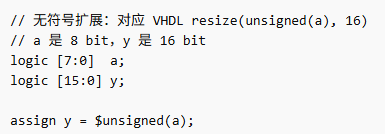 // 无符号扩展：对应 VHDL resize(unsigned(a), 16)
// a 是 8 bit，y 是 16 bit
logic [7:0]  a;
logic [15:0] y;

assign y = $unsigned(a);